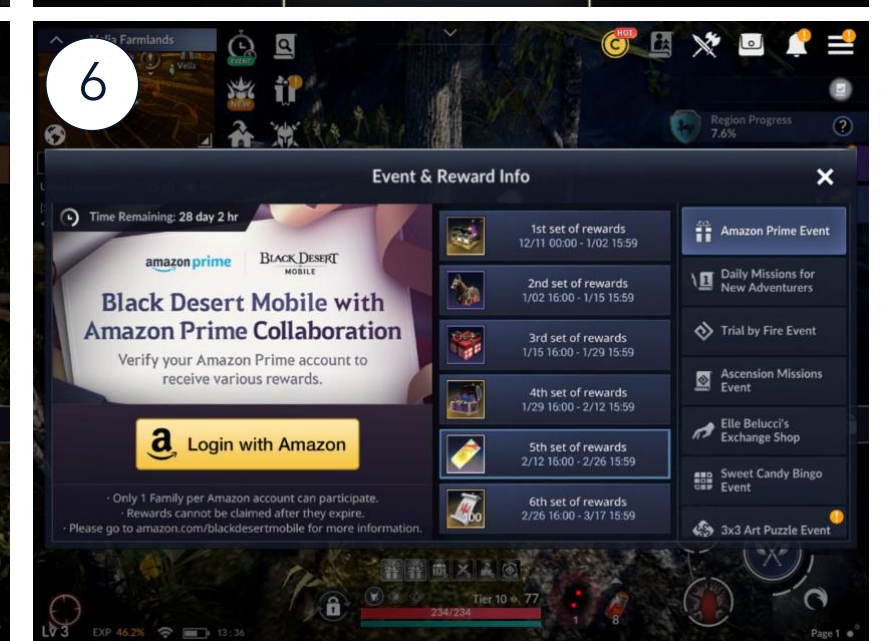 6
Velia Farmlands
Velia
EVENT
NEW
HOT
C
Region Progress
7.6%
?
Event & Reward Info
Time Remaining: 28 day 2 hr
amazon prime
BLACK DESERT
MOBILE
Black Desert Mobile with
Amazon Prime Collaboration
Verify your Amazon Prime account to
receive various rewards.
a Login with Amazon
· Only 1 Family per Amazon account can participate.
· Rewards cannot be claimed after they expire.
· Please go to amazon.com/blackdesertmobile for more information.
1st set of rewards
12/11 00:00 - 1/02 15:59
2nd set of rewards
1/02 16:00 - 1/15 15:59
3rd set of rewards
1/15 16:00 - 1/29 15:59
4th set of rewards
1/29 16:00 - 2/12 15:59
5th set of rewards
2/12 16:00 - 2/26 15:59
100
6th set of rewards
2/26 16:00 - 3/17 15:59
Amazon Prime Event
Daily Missions for
New Adventurers
Trial by Fire Event
Ascension Missions
Event
Elle Belucci's
Exchange Shop
Sweet Candy Bingo
Event
3x3 Art Puzzle Event
Tier 10
77
234/234
1
8
LV 3
EXP 46.2%
13:36
Page 1